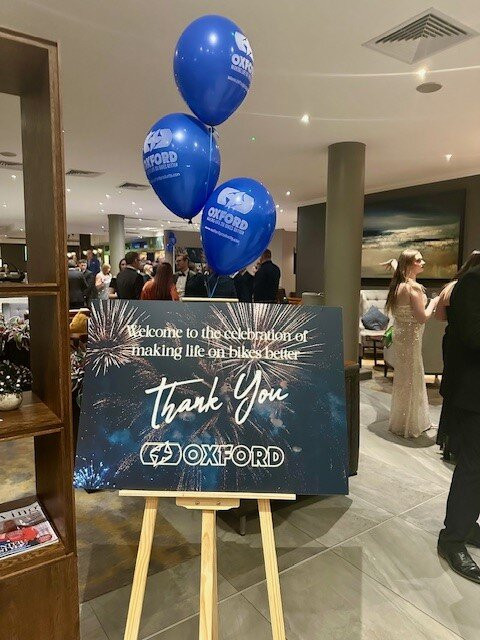 OXFORD
OXFORD
OXFORD
Welcome to the celebration of
making life on bikes better
Thank You
OXFORD